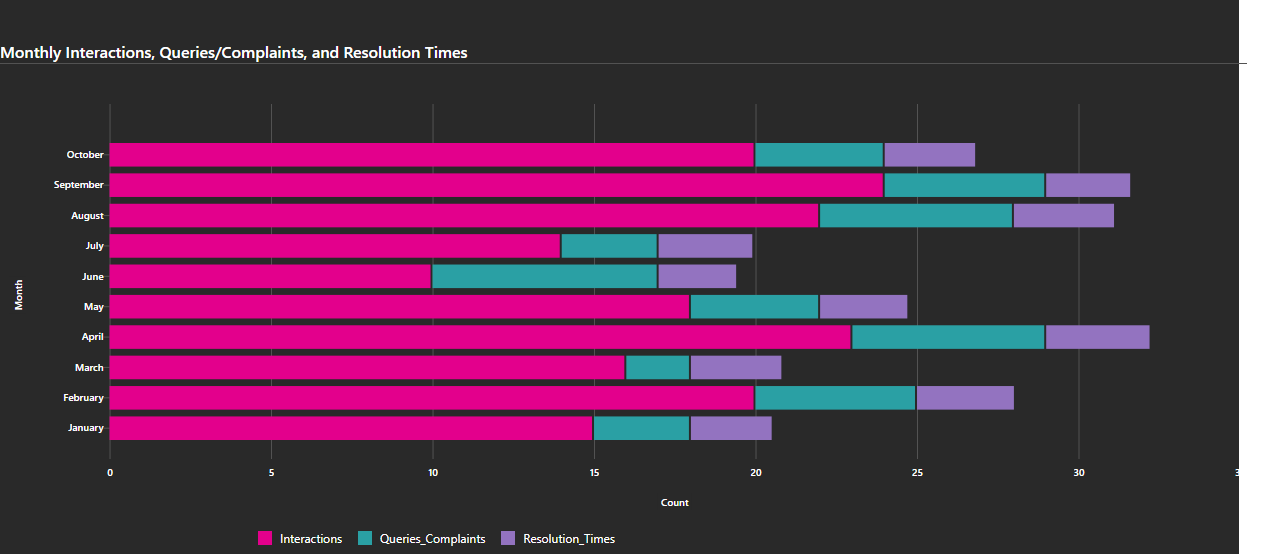 Monthly Interactions, Queries/Complaints, and Resolution Times
October
September
August
July
June
May
April
March
February
January
Month
0 5 10 15 20 25 30
Count
Interactions Queries_Complaints Resolution_Times